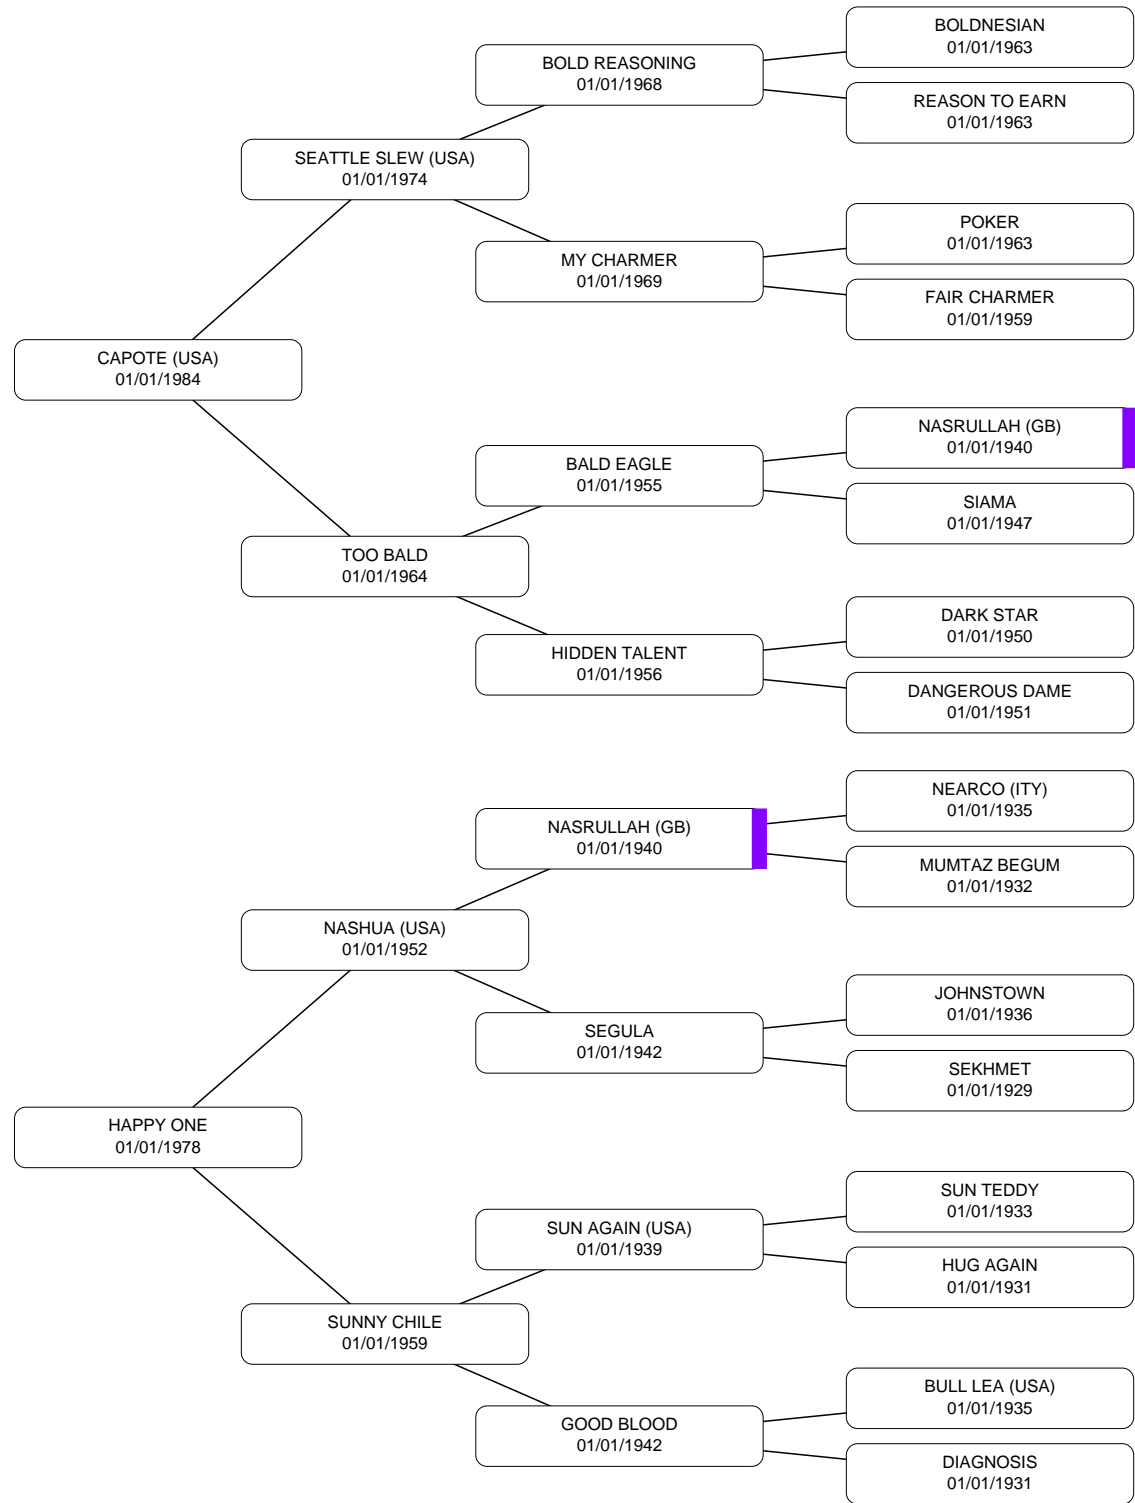 BOLDNESIAN
01/01/1963
BOLD REASONING
01/01/1968
REASON TO EARN
01/01/1963
SEATTLE SLEW (USA)
01/01/1974
POKER
01/01/1963
MY CHARMER
01/01/1969
FAIR CHARMER
01/01/1959
CAPOTE (USA)
01/01/1984
NASRULLAH (GB)
01/01/1940
BALD EAGLE
01/01/1955
SIAMA
01/01/1947
TOO BALD
01/01/1964
DARK STAR
01/01/1950
HIDDEN TALENT
01/01/1956
DANGEROUS DAME
01/01/1951
NEARCO (ITY)
01/01/1935
NASRULLAH (GB)
01/01/1940
MUMTAZ BEGUM
01/01/1932
NASHUA (USA)
01/01/1952
JOHNSTOWN
01/01/1936
SEGULA
01/01/1942
SEKHMET
01/01/1929
HAPPY ONE
01/01/1978
SUN TEDDY
01/01/1933
SUN AGAIN (USA)
01/01/1939
HUG AGAIN
01/01/1931
SUNNY CHILE
01/01/1959
BULL LEA (USA)
01/01/1935
GOOD BLOOD
01/01/1942
DIAGNOSIS
01/01/1931